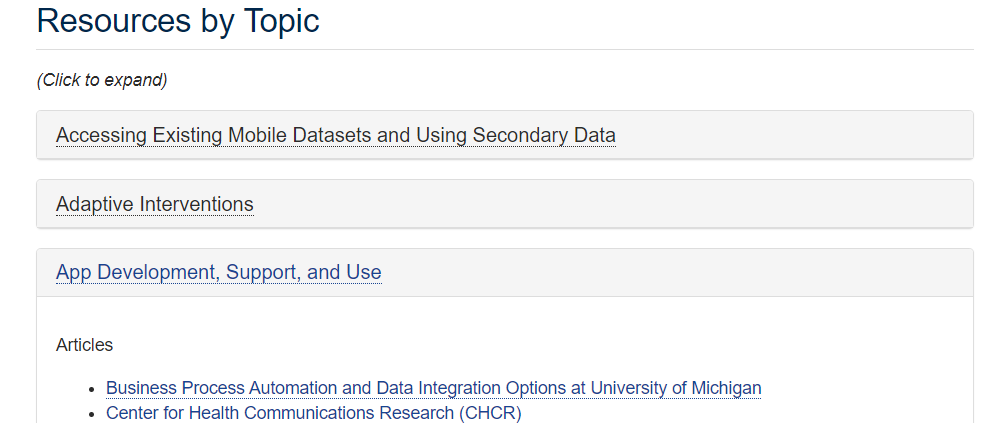 Resources by Topic
(Click to expand)
Accessing Existing Mobile Datasets and Using Secondary Data
Adaptive Interventions
App Development, Support, and Use
Articles
• Business Process Automation and Data Integration Options at University of Michigan
• Center for Health Communications Research (CHCR)